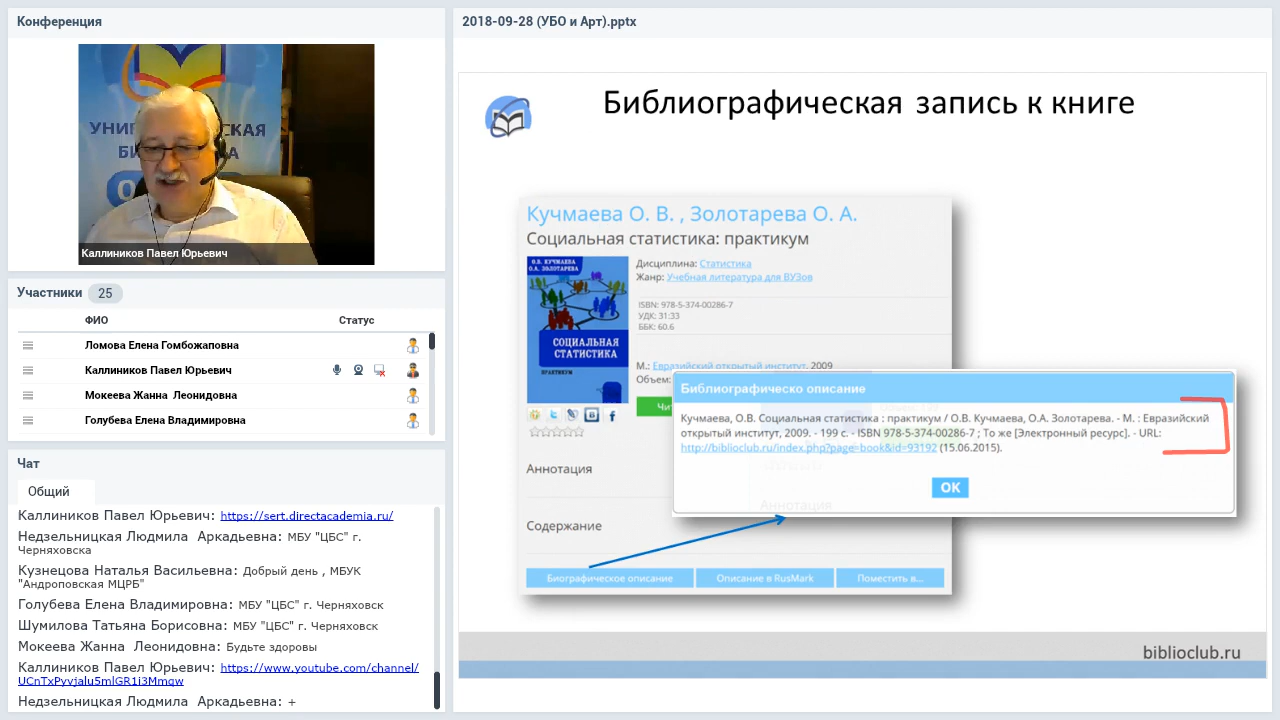 Конференция
УНИ
СКАЯ
Каллиников Павел Юрьевич
Участники 25
ФИО Статус
Ломова Елена Гомбожаповна
Каллиников Павел Юрьевич
Мокеева Жанна Леонидовна
Голубева Елена Владимировна
Чат
Общий
Каллиников Павел Юрьевич: https://sert.directacademia.ru/
Недзельницкая Людмила Аркадьевна: МБУ "ЦБС" г.
Черняховска
Кузнецова Наталья Васильевна: Добрый день , МБУК
"Андроповская МЦРБ"
Голубева Елена Владимировна: МБУ "ЦБС" г. Черняховск
Шумилова Татьяна Борисовна: МБУ "ЦБС" г. Черняховск
Мокеева Жанна Леонидовна: Будьте здоровы
Каллиников Павел Юрьевич: https://www.youtube.com/channel/
UCnTxPyvjalu5mlGR1i3Mmqw
Недзельницкая Людмила Аркадьевна: +
2018-09-28 (УБО и Арт).pptx
Библиографическая запись к книге
Кучмаева О. В. , Золотарева О. А.
Социальная статистика: практикум
О.В. КУЧМАЕВА
О.А. ЗОЛОТАРЕВА
СОЦИАЛЬНАЯ
СТАТИСТИКА
ПРАКТИКУМ
Дисциплина: Статистика
Жанр: Учебная литература для ВУЗов
ISBN: 978-5-374-00286-7
УДК: 31:33
ББК: 60.6
М.: Евразийский открытый институт, 2009
Объем:
Чи
Библиографическо описание
Кучмаева, О.В. Социальная статистика : практикум / О.В. Кучмаева, О.А. Золотарева. - М. : Евразийский
открытый институт, 2009. - 199 с. - ISBN 978-5-374-00286-7 ; То же [Электронный ресурс]. - URL:
http://biblioclub.ru/index.php?page=book&id=93192 (15.06.2015).
OK
Аннотация
Аннотация
Содержание
Биографическое описание
Описание в RusMark
Поместить в...
biblioclub.ru